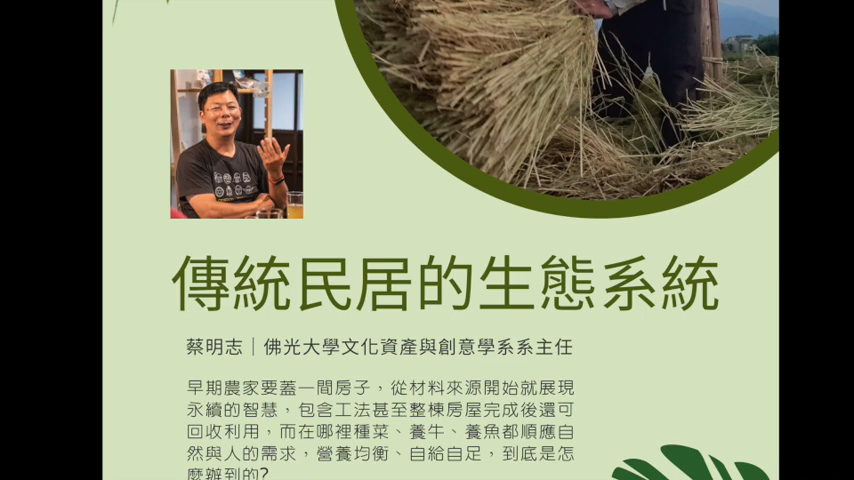 傳統民居的生態系統
蔡明志｜佛光大學文化資產與創意學系系主任
早期農家要蓋一間房子，從材料來源開始就展現
永續的智慧，包含工法甚至整棟房屋完成後還可
回收利用，而在哪裡種菜、養牛、養魚都順應自
然與人的需求，營養均衡、自給自足，到底是怎
麼辦到的?